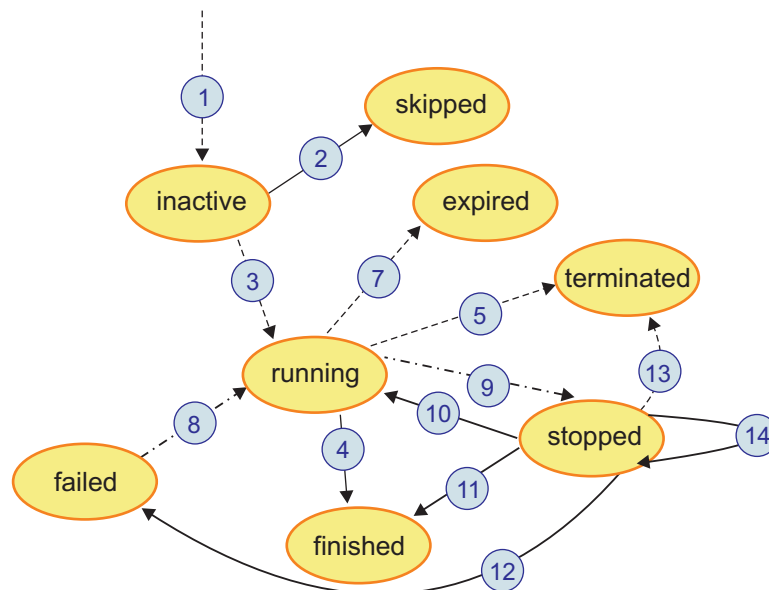 1
skipped
2
inactive
expired
3
7
terminated
5
running
13
9
8
10
4
stopped
14
failed
11
finished
12